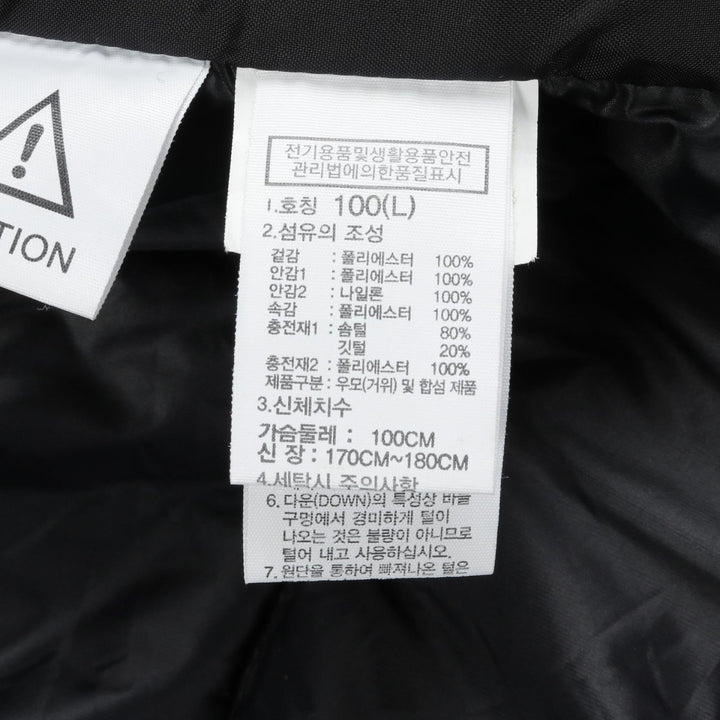 TION
전기용품및생활용품안전
관리법에의한품질표시
1.호칭 100(L)
2.섬유의 조성
겉감 : 폴리에스터 100%
안감1 : 폴리에스터 100%
안감2 : 나일론 100%
속감 : 폴리에스터 100%
충전재1 : 솜털 80%
깃털 20%
충전재2 : 폴리에스터 100%
제품구분 : 우모(거위) 및 합섬 제품
3.신체치수
가슴둘레 : 100CM
신 장 : 170CM~180CM
4.세탁시 주의사항
6. 다운(DOWN)의 특성상 바늘
구멍에서 경미하게 털이
나오는 것은 불량이 아니므로
털어 내고 사용하십시오.
7. 원단을 통하여 빠져나온 털은